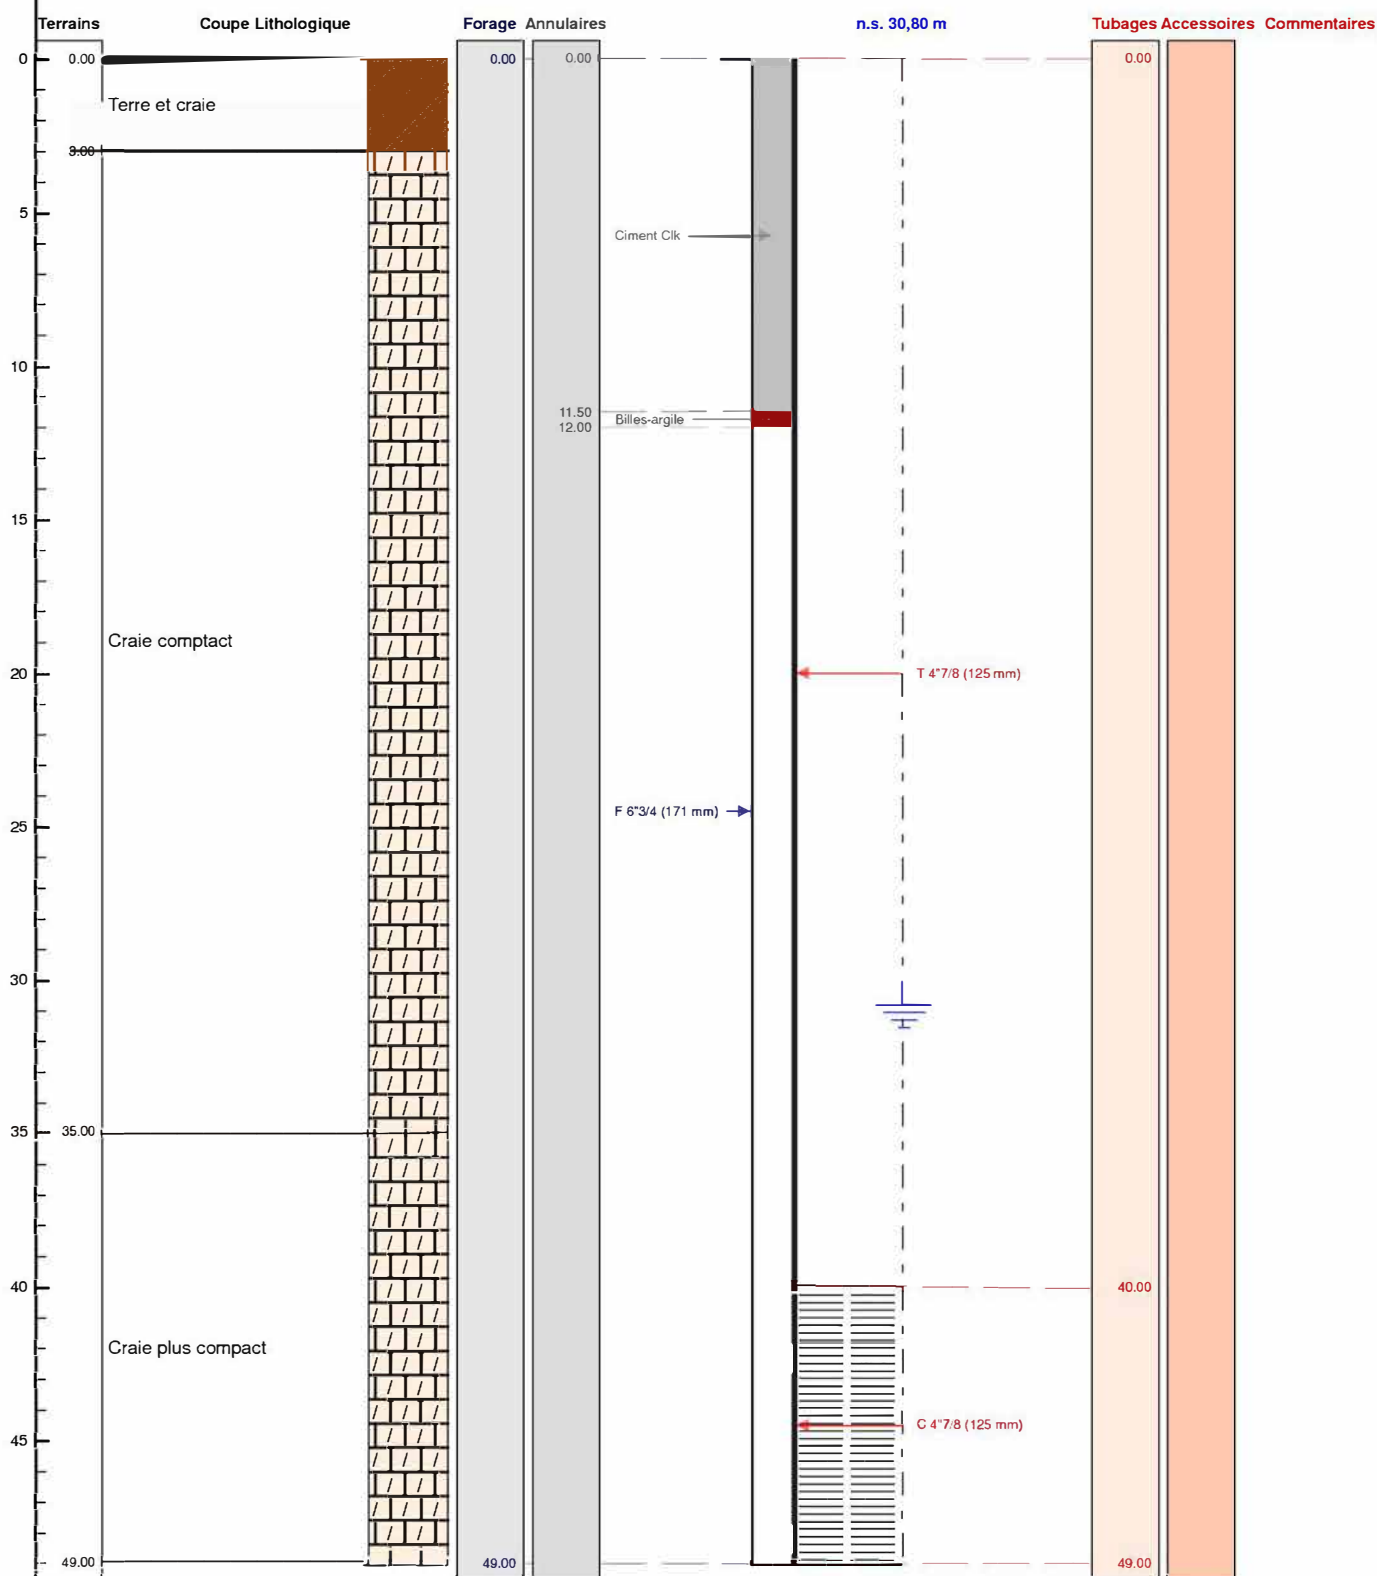 Terrains Coupe Lithologique Forage Annulaires n.s. 30,80 m Tubages Accessoires Commentaires
0 0.00 0.00 0.00 0.00
Terre et craie
3.00
5
Ciment Clk
10
11.50
Billes-argile
12.00
15
Craie comptact
20 T 4"7/8 (125 mm)
F 6"3/4 (171 mm)
25
30
35 35.00
40 40.00
Craie plus compact
C 4"7/8 (125 mm)
45
49.00 49.00 49.00